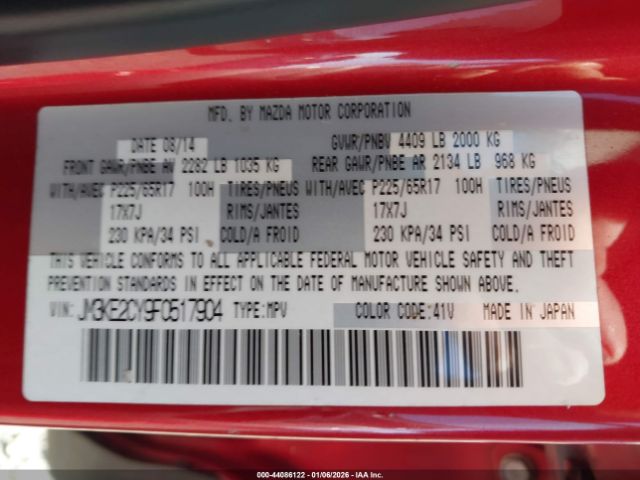 MFD. BY MAZDA MOTOR CORPORATION
DATE 08/14 GVWR/PNBV 4409 LB 2000 KG
FRONT GAWR/PNBE AV 2282 LB 1035 KG REAR GAWR/PNBE AR 2134 LB 968 KG
WITH/AVEC P225/65R17 100H TIRES/PNEUS WITH/AVEC P225/65R17 100H TIRES/PNEUS
17X7J RIMS/JANTES 17X7J RIMS/JANTES
230 KPA/34 PSI COLD/A FROID 230 KPA/34 PSI COLD/A FROID
THIS VEHICLE CONFORMS TO ALL APPLICABLE FEDERAL MOTOR VEHICLE SAFETY AND THEFT
PREVENTION STANDARDS IN EFFECT ON THE DATE OF MANUFACTURE SHOWN ABOVE.
VIN: JM3KE2CY9F0517904 TYPE:MPV COLOR CODE:41V MADE IN JAPAN
000-44086122 - 01/06/2026 - IAA Inc.